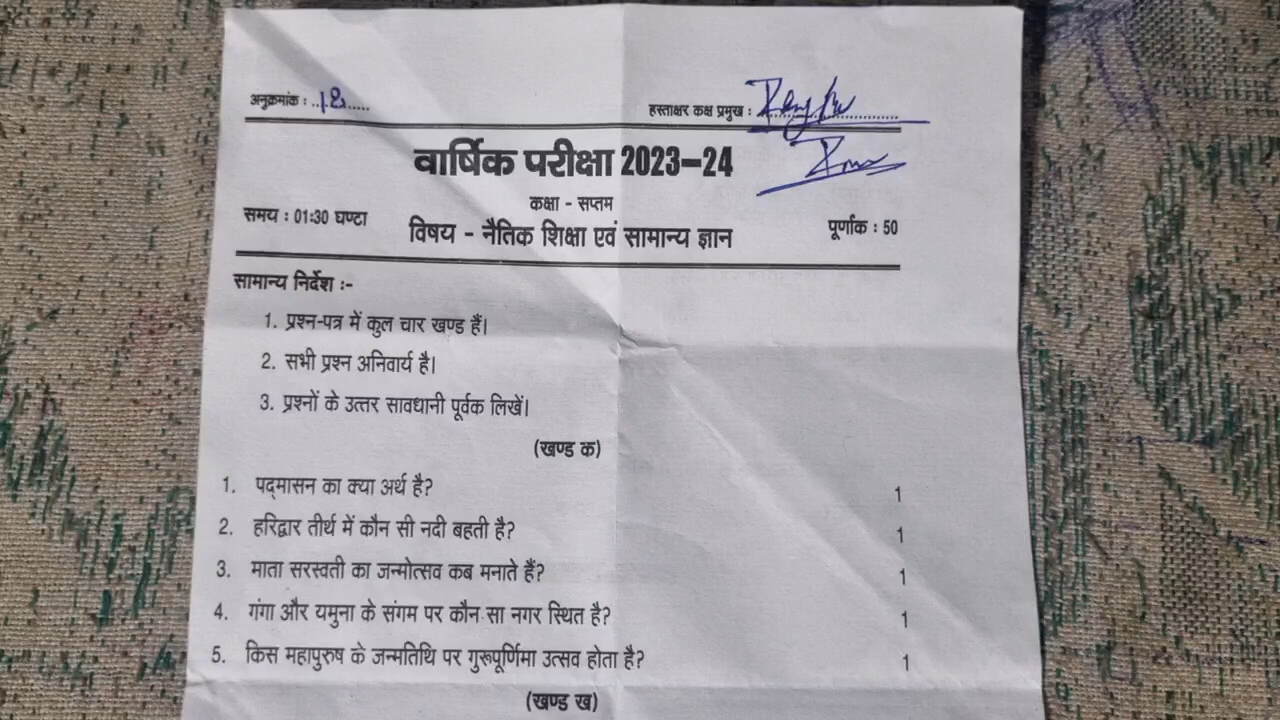 अनुक्रमांक : ..18.....
हस्ताक्षर कक्ष प्रमुख :
वार्षिक परीक्षा 2023–24
कक्षा - सप्तम
समय : 01:30 घण्टा
विषय - नैतिक शिक्षा एवं सामान्य ज्ञान
पूर्णांक : 50
सामान्य निर्देश :-
1. प्रश्न-पत्र में कुल चार खण्ड हैं।
2. सभी प्रश्न अनिवार्य है।
3. प्रश्नों के उत्तर सावधानी पूर्वक लिखें।
(खण्ड क)
1. पद्मासन का क्या अर्थ है? 1
2. हरिद्वार तीर्थ में कौन सी नदी बहती है? 1
3. माता सरस्वती का जन्मोत्सव कब मनाते हैं? 1
4. गंगा और यमुना के संगम पर कौन सा नगर स्थित है? 1
5. किस महापुरुष के जन्मतिथि पर गुरूपूर्णिमा उत्सव होता है? 1
(खण्ड ख)